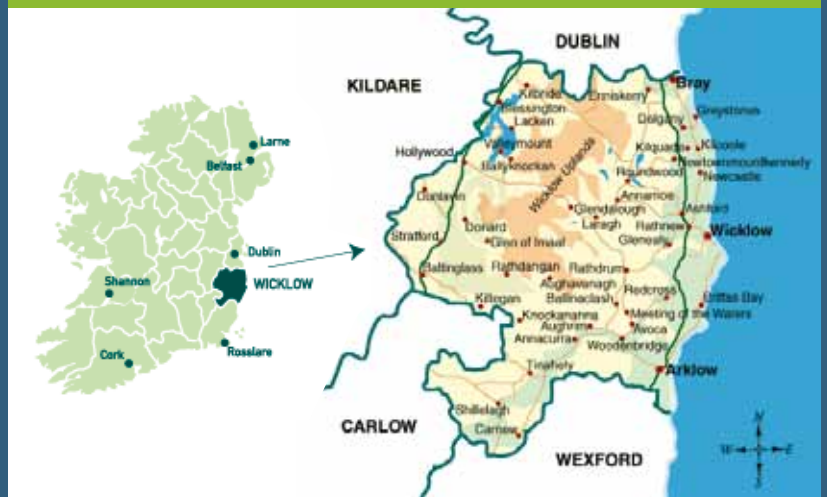 DUBLIN
KILDARE
Bray
Kilbride
Enniskerry
Blessington
Greystones
Lacken
Delgany
Larne
Belfast
Valleymount
Kilquade
Kilcoole
Hollywood
Ballyknockan
Newtownmountkennedy
Wicklow Uplands
Roundwood
Newcastle
Dunlavin
Annamoe
Glendalough
Ashford
Donard
Laragh
Rathnew
Wicklow
Stratford
Glen of Imaal
Glenealy
Dublin
Baltinglass
Rathdangan
Rathdrum
Shannon
WICKLOW
Aghavanagh
Redcross
Kiltegan
Ballinaclash
Brittas Bay
Knockananna
Meeting of the Waters
Aughrim
Avoca
Rosslare
Annacurra
Woodenbridge
Cork
Tinahely
Arklow
Shillelagh
CARLOW
Carnew
WEXFORD
N
W
E
S